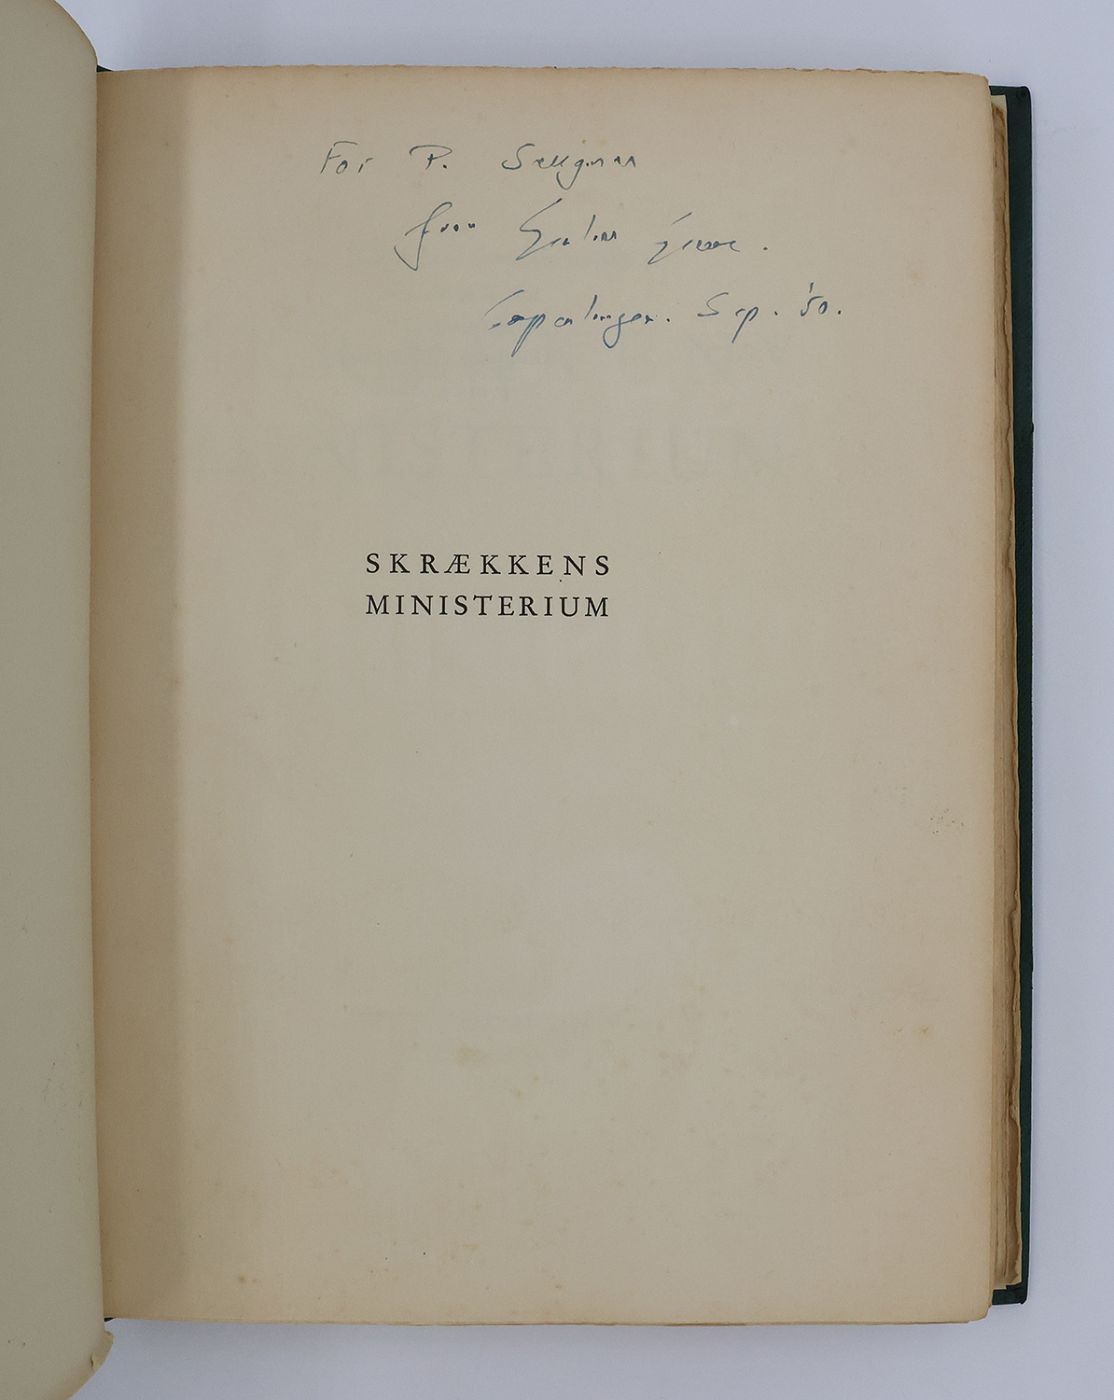 For P. Seligman
from Graham Greene.
Copenhagen. Sep. '50.
SKRÆKKENS
MINISTERIUM